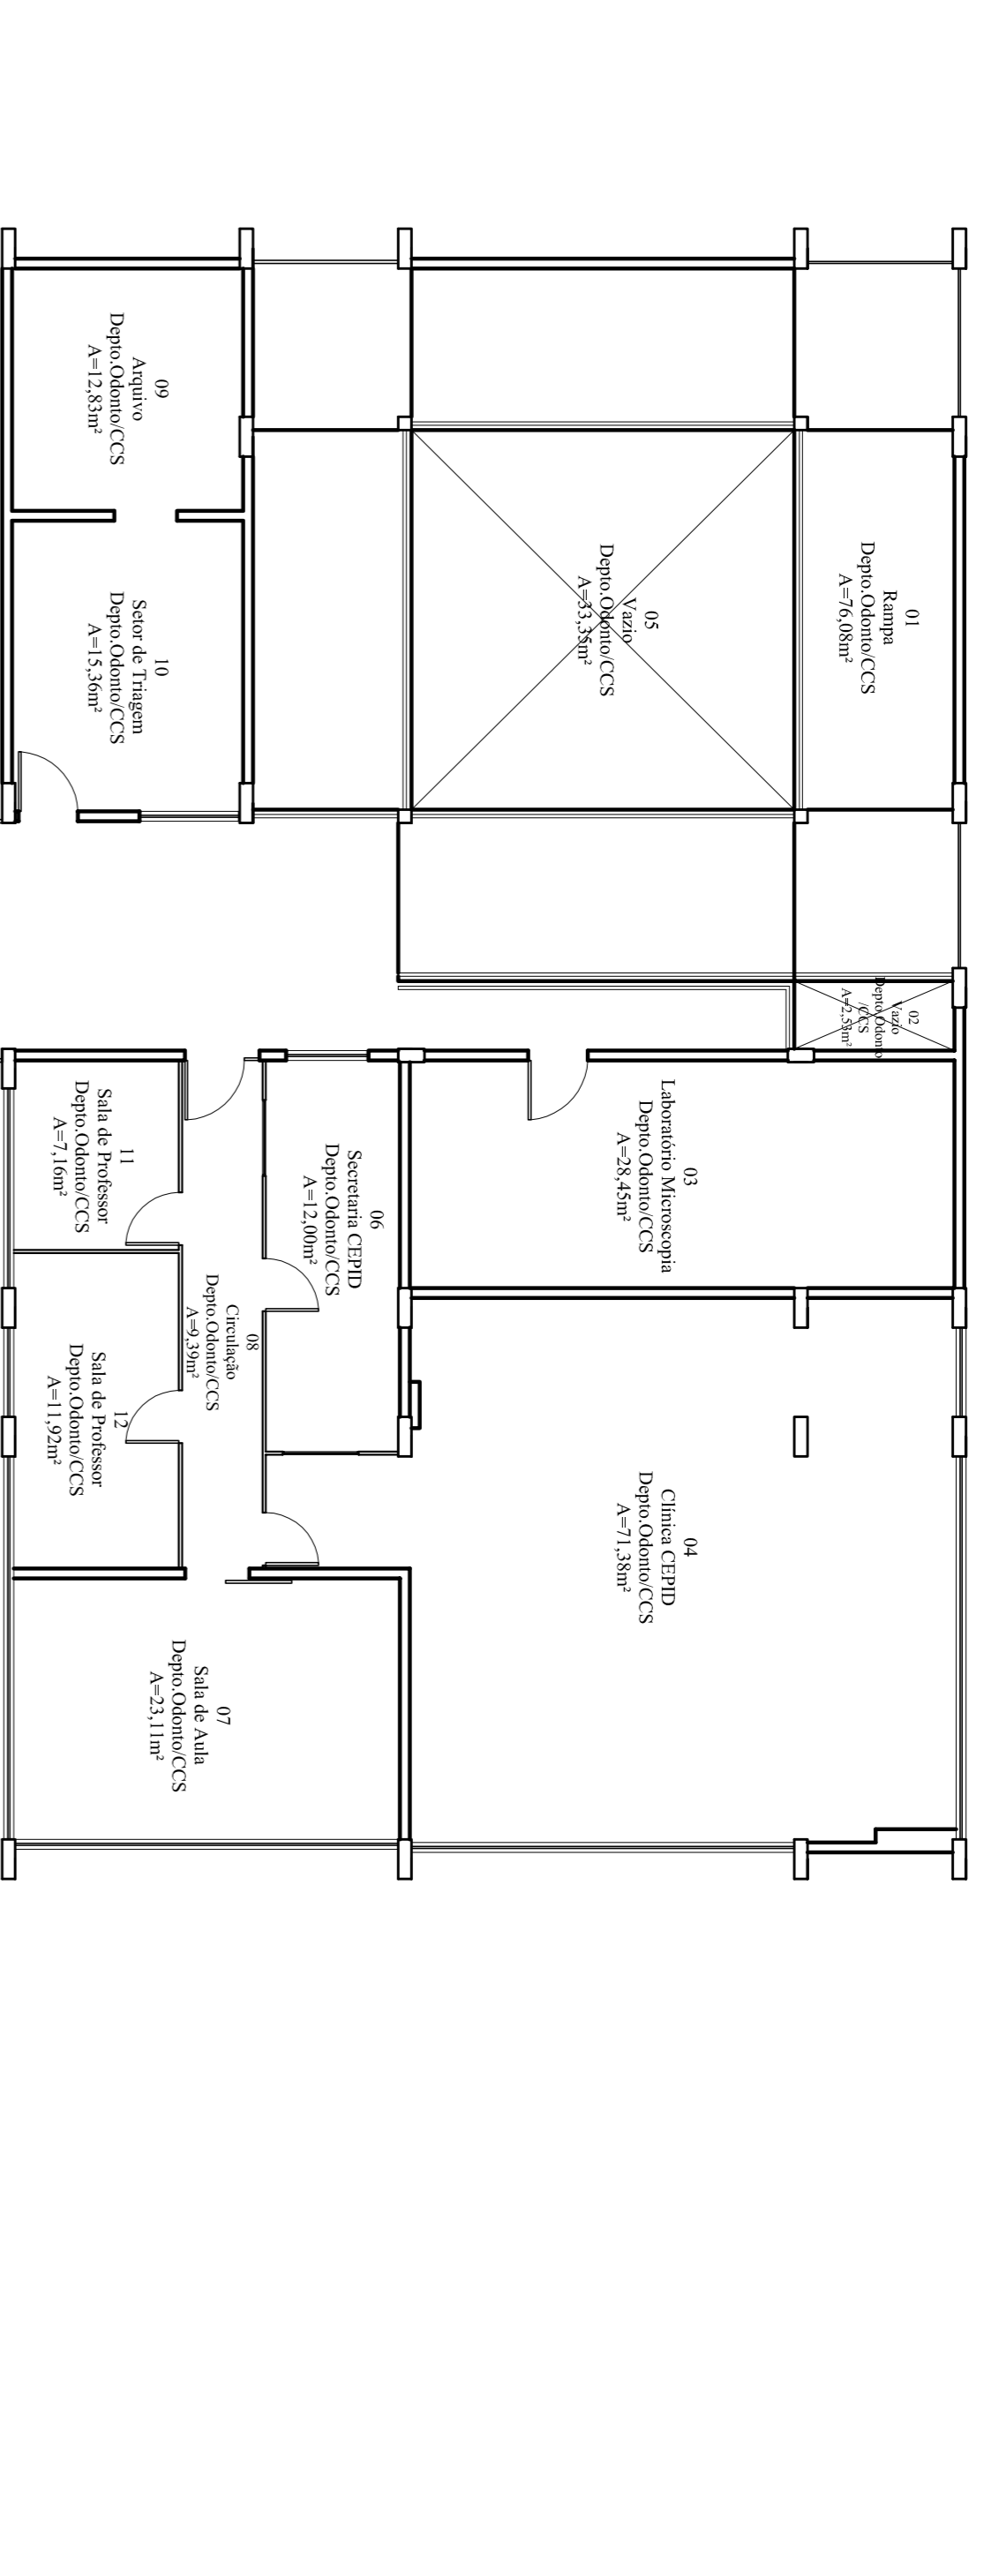 01
Rampa
Depto.Odonto/CCS
A=76,08m²
02
Vazio
Depto.Odonto
/CCS
A=2,53m²
03
Laboratório Microscopia
Depto.Odonto/CCS
A=28,45m²
04
Clínica CEPID
Depto.Odonto/CCS
A=71,38m²
05
Vazio
Depto.Odonto/CCS
A=33,35m²
06
Secretaria CEPID
Depto.Odonto/CCS
A=12,00m²
07
Sala de Aula
Depto.Odonto/CCS
A=23,11m²
08
Circulação
Depto.Odonto/CCS
A=9,39m²
09
Arquivo
Depto.Odonto/CCS
A=12,83m²
10
Setor de Triagem
Depto.Odonto/CCS
A=15,36m²
11
Sala de Professor
Depto.Odonto/CCS
A=7,16m²
12
Sala de Professor
Depto.Odonto/CCS
A=11,92m²